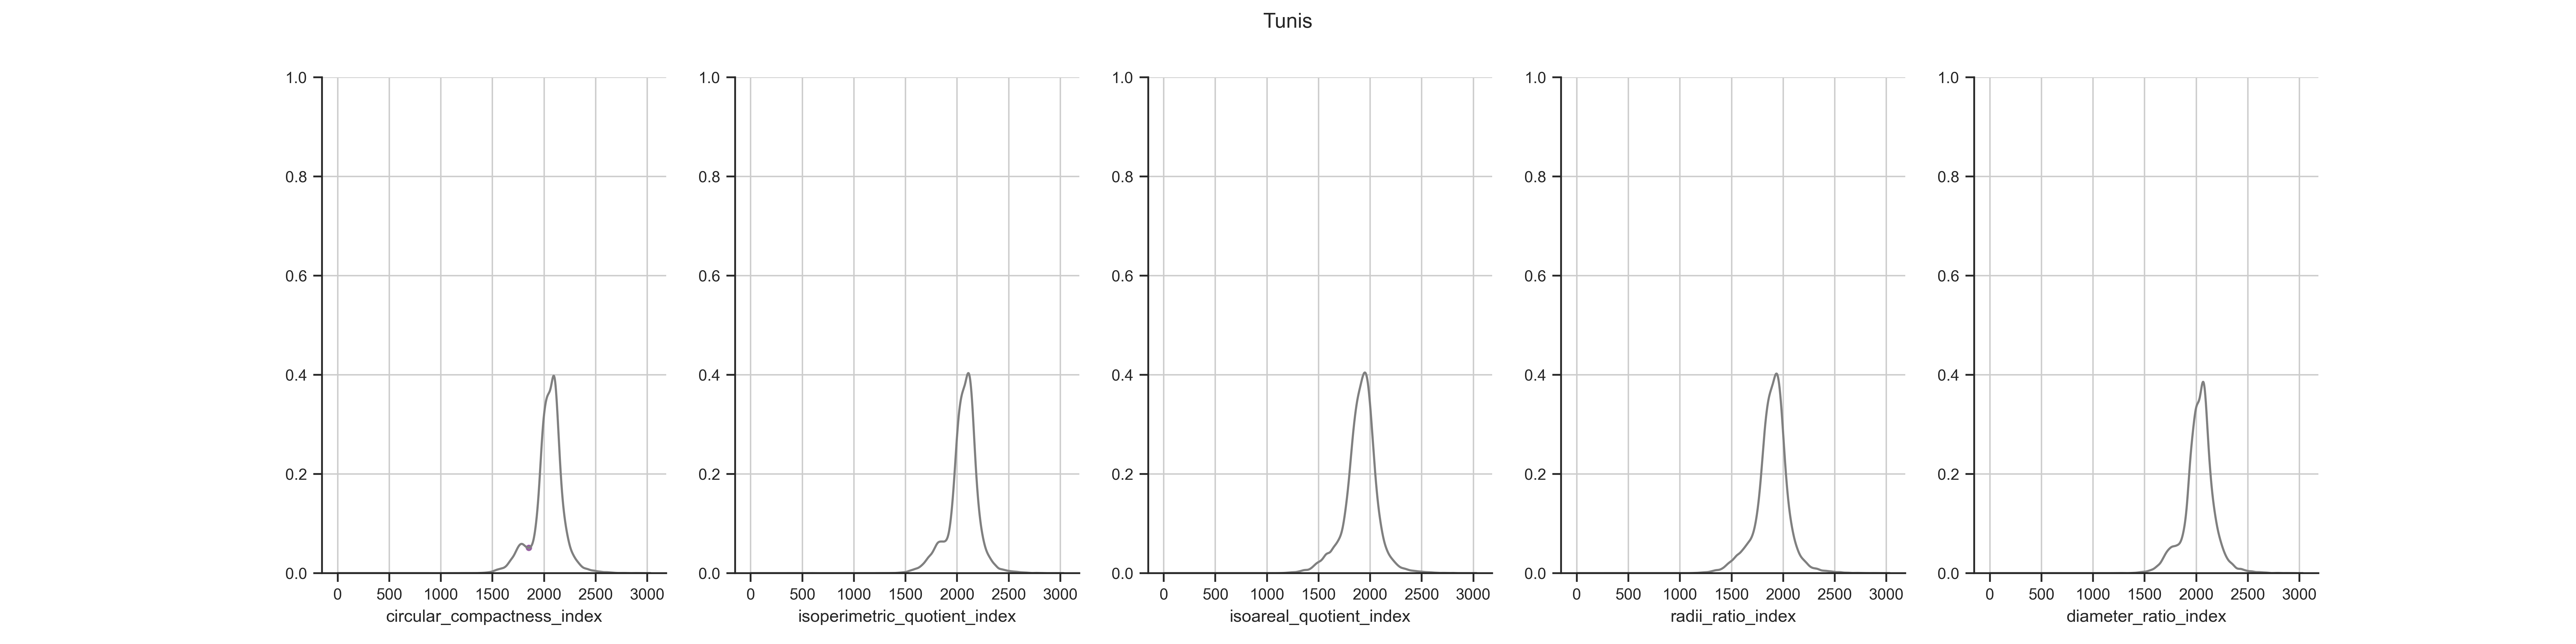 Tunis
1.0 1.0 1.0 1.0 1.0
0.8 0.8 0.8 0.8 0.8
0.6 0.6 0.6 0.6 0.6
0.4 0.4 0.4 0.4 0.4
0.2 0.2 0.2 0.2 0.2
0.0 0.0 0.0 0.0 0.0
0 500 1000 1500 2000 2500 3000 0 500 1000 1500 2000 2500 3000 0 500 1000 1500 2000 2500 3000 0 500 1000 1500 2000 2500 3000 0 500 1000 1500 2000 2500 3000
circular_compactness_index isoperimetric_quotient_index isoareal_quotient_index radii_ratio_index diameter_ratio_index